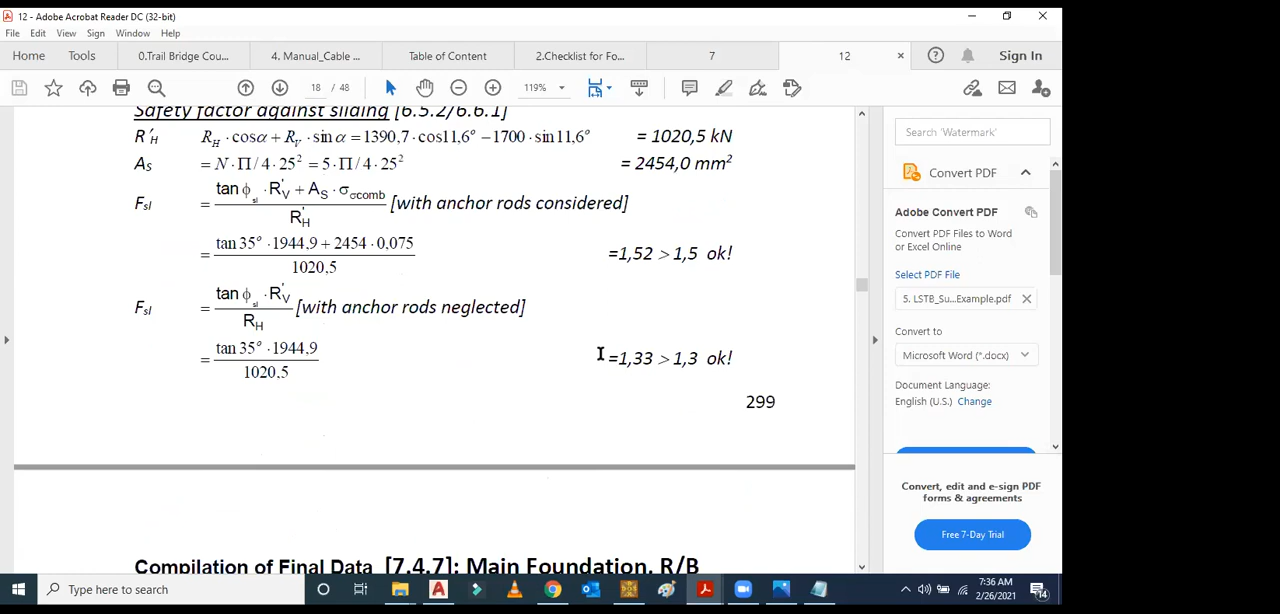 12 - Adobe Acrobat Reader DC (32-bit)
File Edit View Sign Window Help
Home Tools 0.Trail Bridge Cou... 4. Manual_Cable ... Table of Content 2.Checklist for Fo... 7 12 × Sign In
18 / 48 119%
Safety factor against sliding [6.5.2/6.6.1]
R'H RH · cosα + RV · sin α = 1390,7 · cos11,6° − 1700 · sin11,6° = 1020,5 kN
AS = N · Π / 4 · 25² = 5 · Π / 4 · 25² = 2454,0 mm²
Fsl = tan ϕsl · R'V + AS · σσcomb / R'H [with anchor rods considered]
= tan 35° · 1944,9 + 2454 · 0,075 / 1020,5 =1,52 > 1,5 ok!
Fsl = tan ϕsl · R'V / RH [with anchor rods neglected]
= tan 35° · 1944,9 / 1020,5 =1,33 > 1,3 ok!
299
Compilation of Final Data [7.4.7]: Main Foundation, R/B
Search 'Watermark'
Convert PDF
Adobe Convert PDF
Convert PDF Files to Word
or Excel Online
Select PDF File
5. LSTB_Su...Example.pdf ×
Convert to
Microsoft Word (*.docx)
Document Language:
English (U.S.) Change
Convert, edit and e-sign PDF
forms & agreements
Free 7-Day Trial
Type here to search
7:36 AM
2/26/2021
14